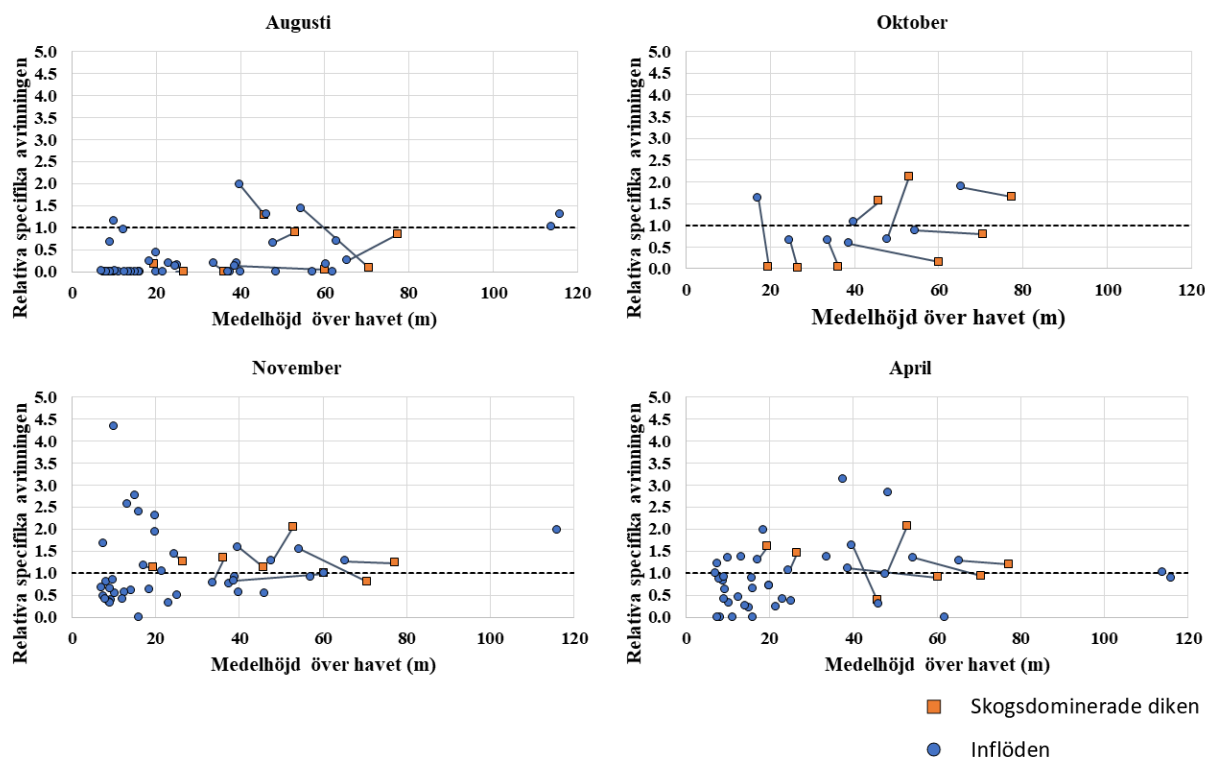 Augusti
Relativa specifika avrinningen
5.0
4.5
4.0
3.5
3.0
2.5
2.0
1.5
1.0
0.5
0.0
0 20 40 60 80 100 120
Medelhöjd över havet (m)
Oktober
Relativa specifika avrinningen
5.0
4.5
4.0
3.5
3.0
2.5
2.0
1.5
1.0
0.5
0.0
0 20 40 60 80 100 120
Medelhöjd över havet (m)
November
Relativa specifika avrinningen
5.0
4.5
4.0
3.5
3.0
2.5
2.0
1.5
1.0
0.5
0.0
0 20 40 60 80 100 120
Medelhöjd över havet (m)
April
Relativa specifika avrinningen
5.0
4.5
4.0
3.5
3.0
2.5
2.0
1.5
1.0
0.5
0.0
0 20 40 60 80 100 120
Medelhöjd över havet (m)
Skogsdominerade diken
Inflöden